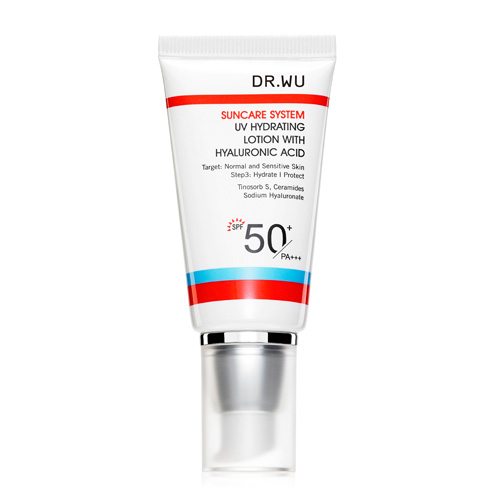 DR.WU
SUNCARE SYSTEM
UV HYDRATING
LOTION WITH
HYALURONIC ACID
Target: Normal and Sensitive Skin
Step3: Hydrate I Protect
Tinosorb S, Ceramides
Sodium Hyaluronate
SPF 50+
PA+++